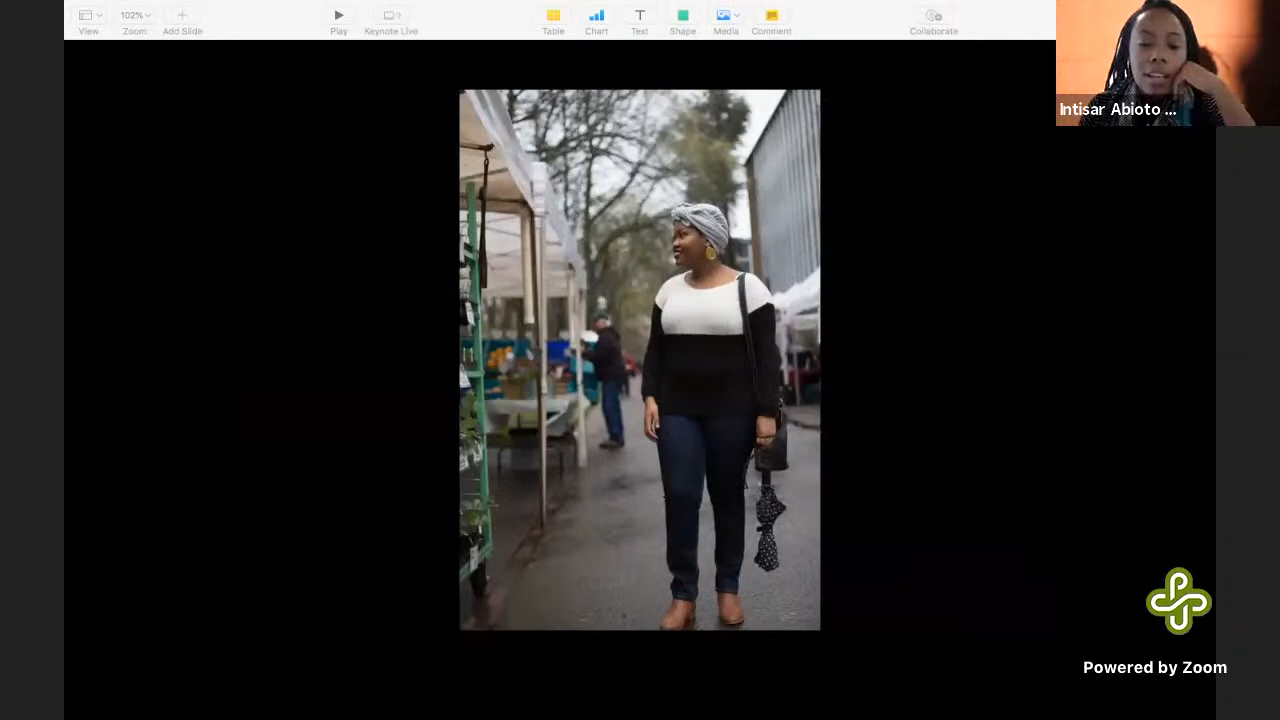 102%
View
Zoom
Add Slide
Play
Keynote Live
Table
Chart
Text
Shape
Media
Comment
Collaborate
Intisar Abioto ...
Powered by Zoom